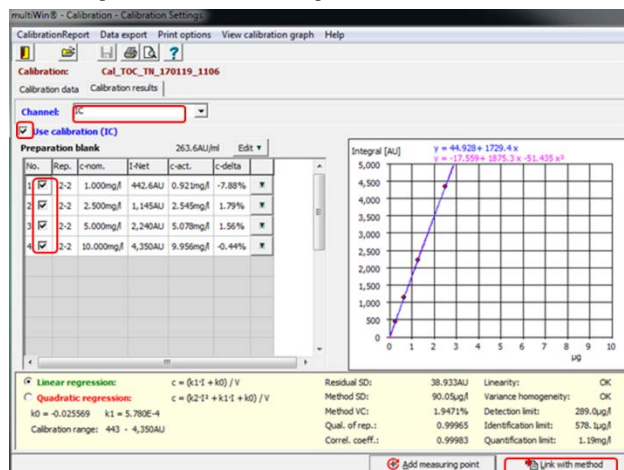 multiWin® - Calibration - Calibration Settings
CalibrationReport Data export Print options View calibration graph Help
Calibration: Cal_TOC_TN_170119_1106
Calibration data Calibration results
Channel: IC
Use calibration (IC)
Preparation blank 263.6AU/ml Edit
No. Rep. c-nom. I-Net c-act. c-delta
1 2-2 1.000mg/l 442.6AU 0.921mg/l -7.88%
2 2-2 2.500mg/l 1,145AU 2.545mg/l 1.79%
3 2-2 5.000mg/l 2,240AU 5.078mg/l 1.56%
4 2-2 10.000mg/l 4,350AU 9.956mg/l -0.44%
Integral [AU]
y = 44.928+ 1729.4 x
y = -17.559+ 1875.3 x -51.435 x²
5,000
4,500
4,000
3,500
3,000
2,500
2,000
1,500
1,000
500
0
0 1 2 3 4 5 6 7 8 9 10
µg
Linear regression: c = (k1·I + k0) / V
Quadratic regression: c = (k2·I² + k1·I + k0) / V
k0 = -0.025569 k1 = 5.780E-4
Calibration range: 443 - 4,350AU
Residual SD: 38.933AU Linearity: OK
Method SD: 90.05µg/l Variance homogeneity: OK
Method VC: 1.9471% Detection limit: 289.0µg/l
Qual. of rep.: 0.99965 Identification limit: 578.1µg/l
Correl. coeff.: 0.99983 Quantification limit: 1.19mg/l
Add measuring point Link with method